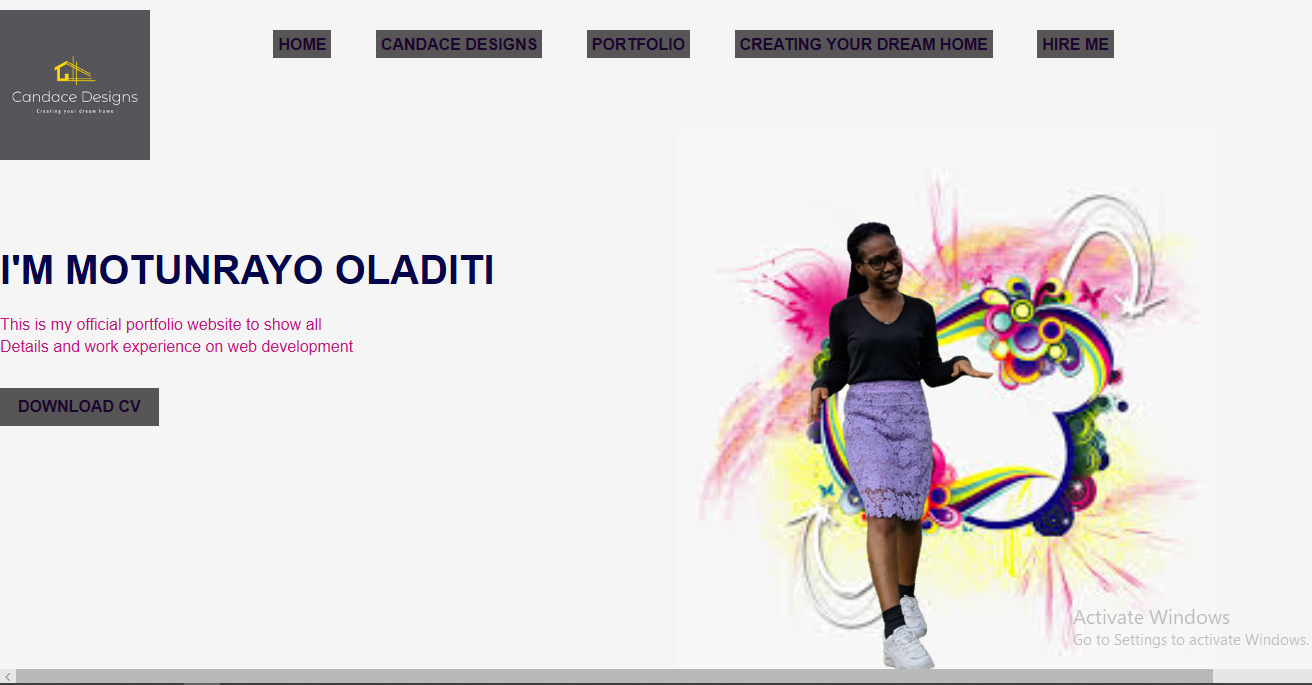 HOME CANDACE DESIGNS PORTFOLIO CREATING YOUR DREAM HOME HIRE ME
Candace Designs
Creating your dream home
I'M MOTUNRAYO OLADITI
This is my official portfolio website to show all
Details and work experience on web development
DOWNLOAD CV
Activate Windows
Go to Settings to activate Windows.